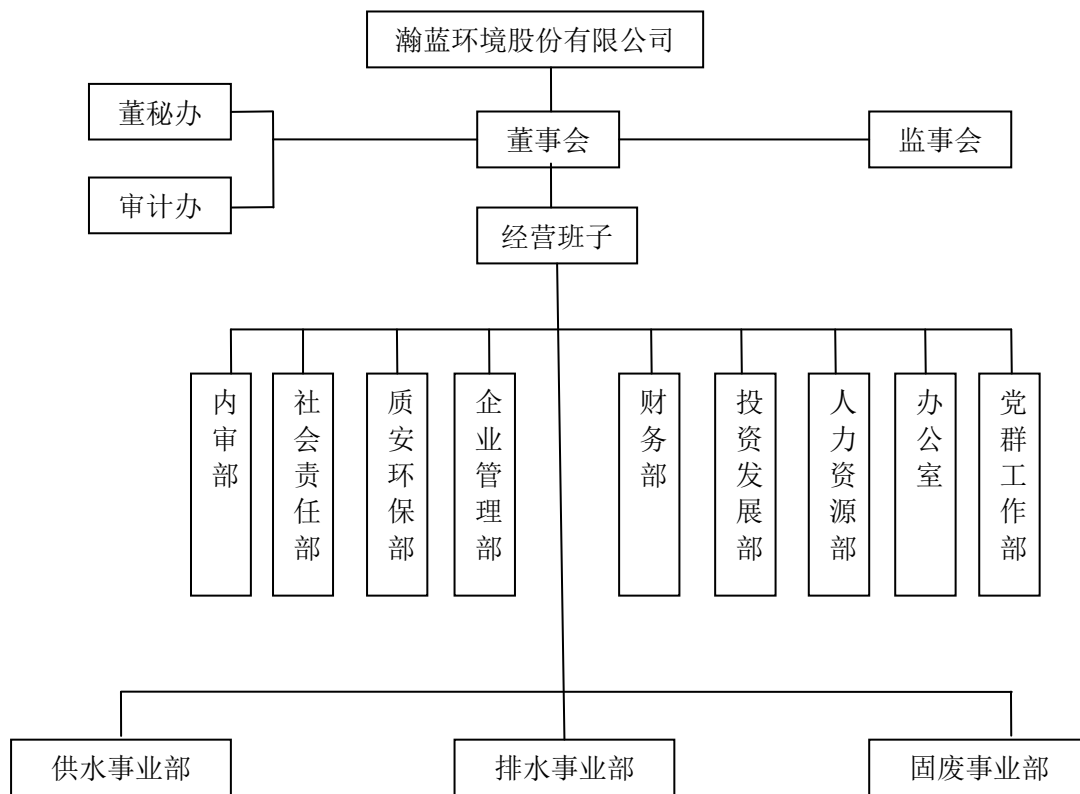 瀚蓝环境股份有限公司
董秘办
董事会
监事会
审计办
经营班子
内审部
社会责任部
质安环保部
企业管理部
财务部
投资发展部
人力资源部
办公室
党群工作部
供水事业部
排水事业部
固废事业部